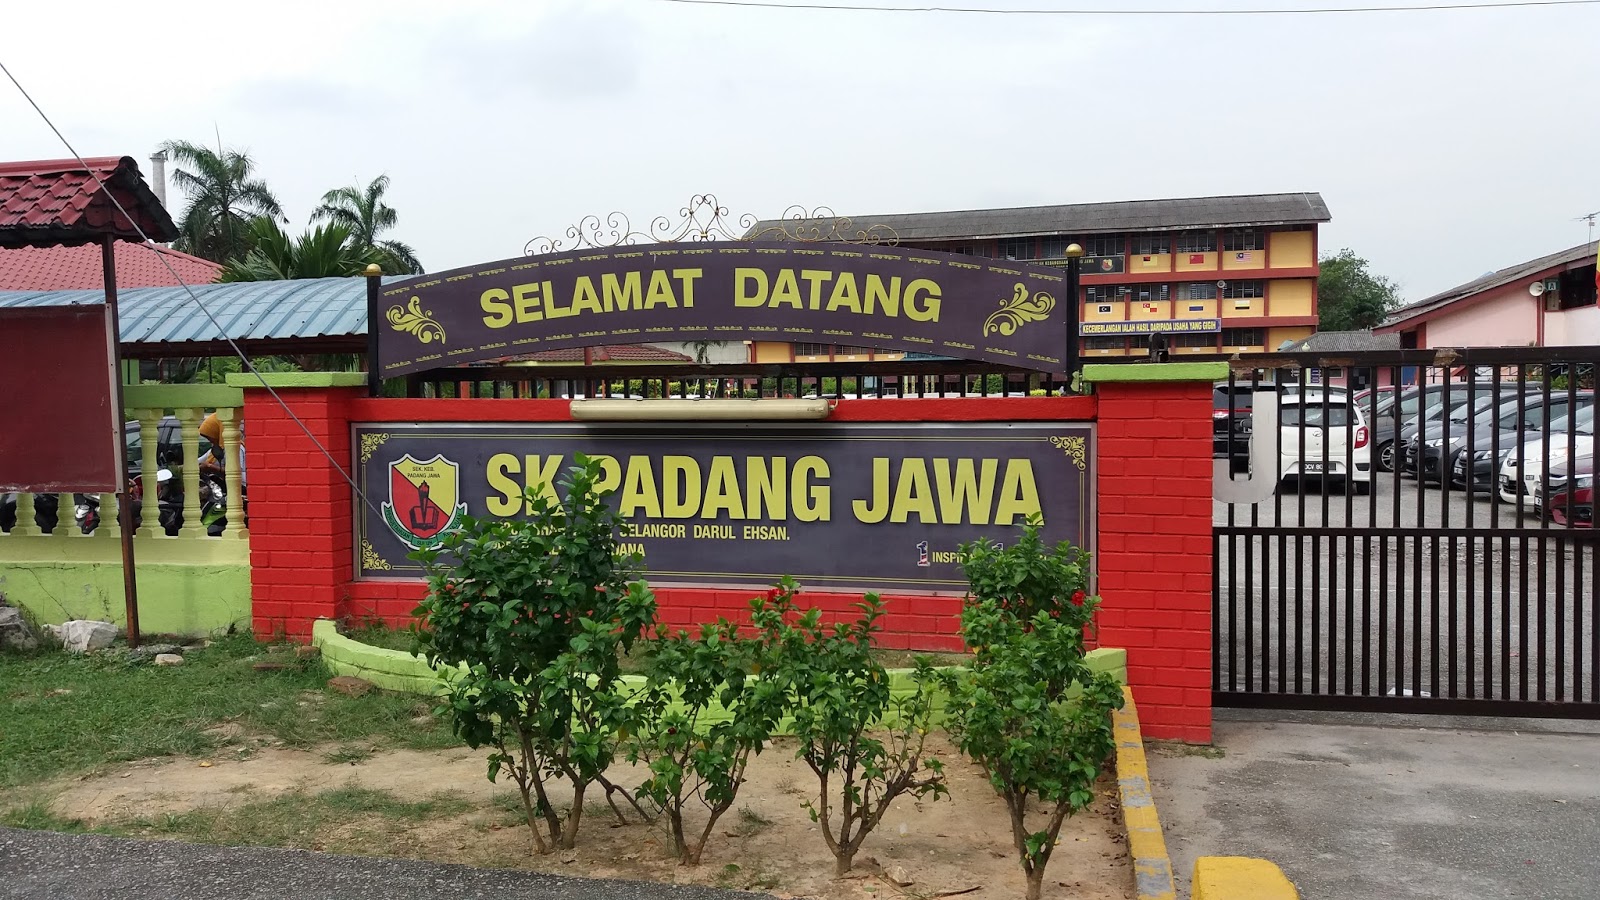 SELAMAT DATANG
KECEMERLANGAN IALAH HASIL DARIPADA USAHA YANG GIGIH
SEK. KEB.
PADANG JAWA
SK PADANG JAWA
SELANGOR DARUL EHSAN.
1